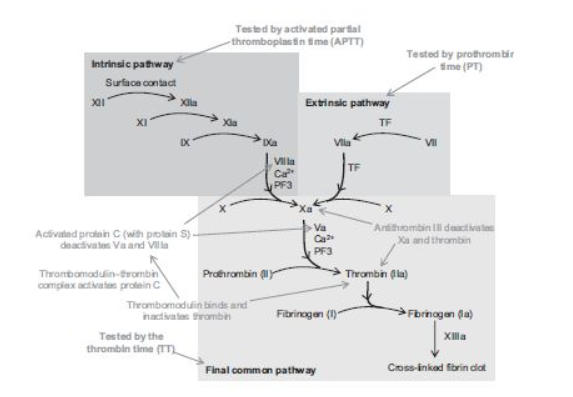 Tested by activated partial
thromboplastin time (APTT)
Tested by prothrombin
time (PT)
Intrinsic pathway
Surface contact
XII
XIIa
XI
XIa
IX
IXa
VIIIa
Ca2+
PF3
Extrinsic pathway
TF
VIIa
VII
TF
X
Xa
X
Activated protein C (with protein S)
deactivates Va and VIIIa
Va
Ca2+
PF3
Antithrombin III deactivates
Xa and thrombin
Thrombomodulin-thrombin
complex activates protein C
Prothrombin (II)
Thrombin (IIa)
Thrombomodulin binds and
inactivates thrombin
Fibrinogen (I)
Fibrinogen (Ia)
Tested by the
thrombin time (TT)
XIIIa
Final common pathway
Cross-linked fibrin clot